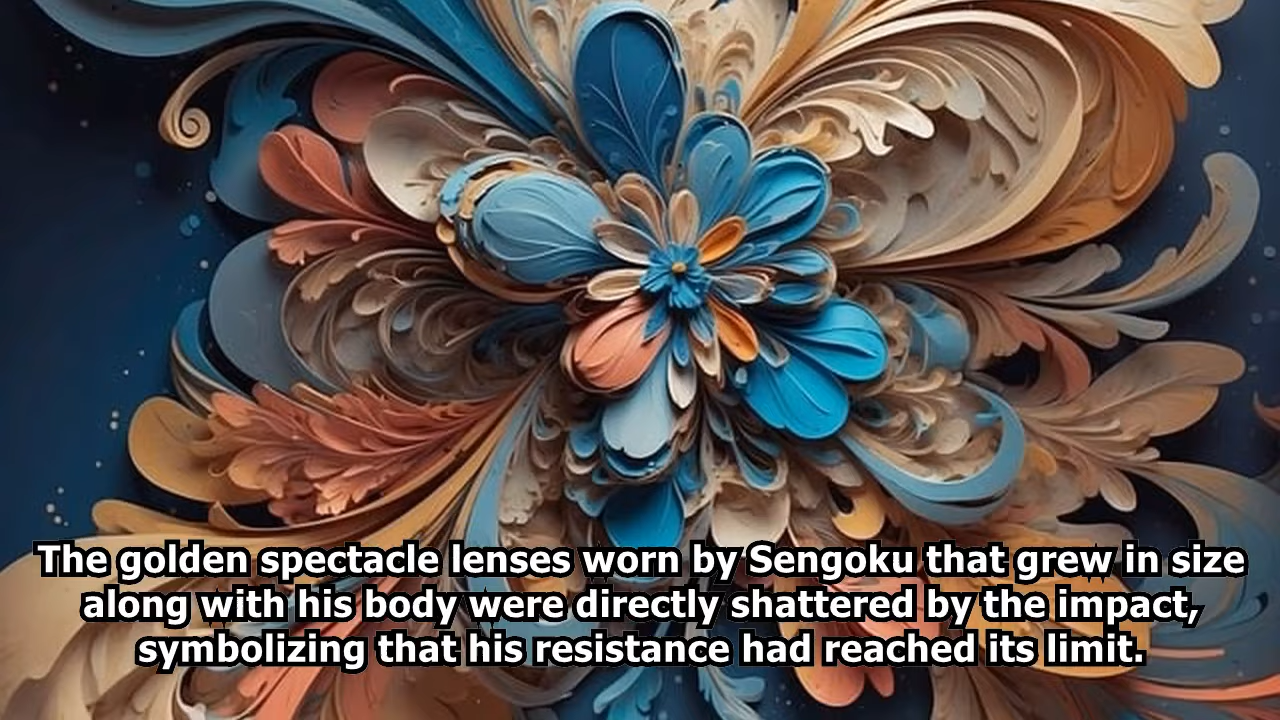 The golden spectacle lenses worn by Sengoku that grew in size
along with his body were directly shattered by the impact,
symbolizing that his resistance had reached its limit.